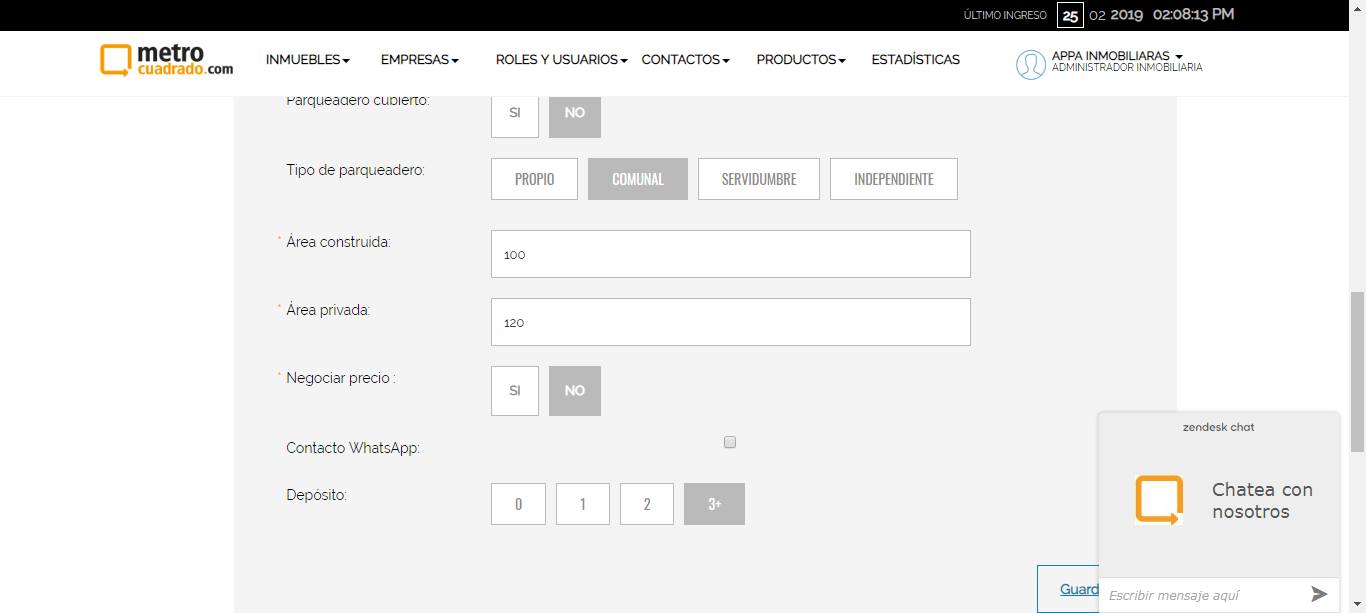 ÚLTIMO INGRESO 25 02 2019 02:08:13 PM
metro
cuadrado.com
INMUEBLES EMPRESAS ROLES Y USUARIOS CONTACTOS PRODUCTOS ESTADÍSTICAS
APPA INMOBILIARAS
ADMINISTRADOR INMOBILIARIA
Parqueadero cubierto: SI NO
Tipo de parqueadero: PROPIO COMUNAL SERVIDUMBRE INDEPENDIENTE
* Área construida: 100
* Área privada: 120
* Negociar precio : SI NO
Contacto WhatsApp:
Depósito: 0 1 2 3+
zendesk chat
Chatea con
nosotros
Guard
Escribir mensaje aquí